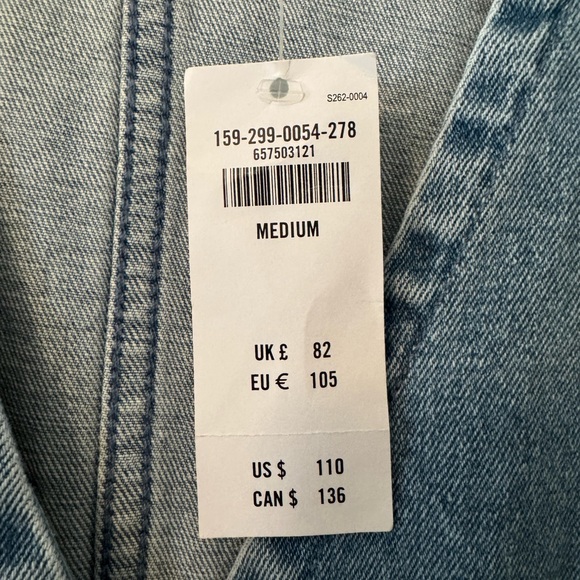 S262-0004
159-299-0054-278
657503121
MEDIUM
UK £ 82
EU € 105
US $ 110
CAN $ 136